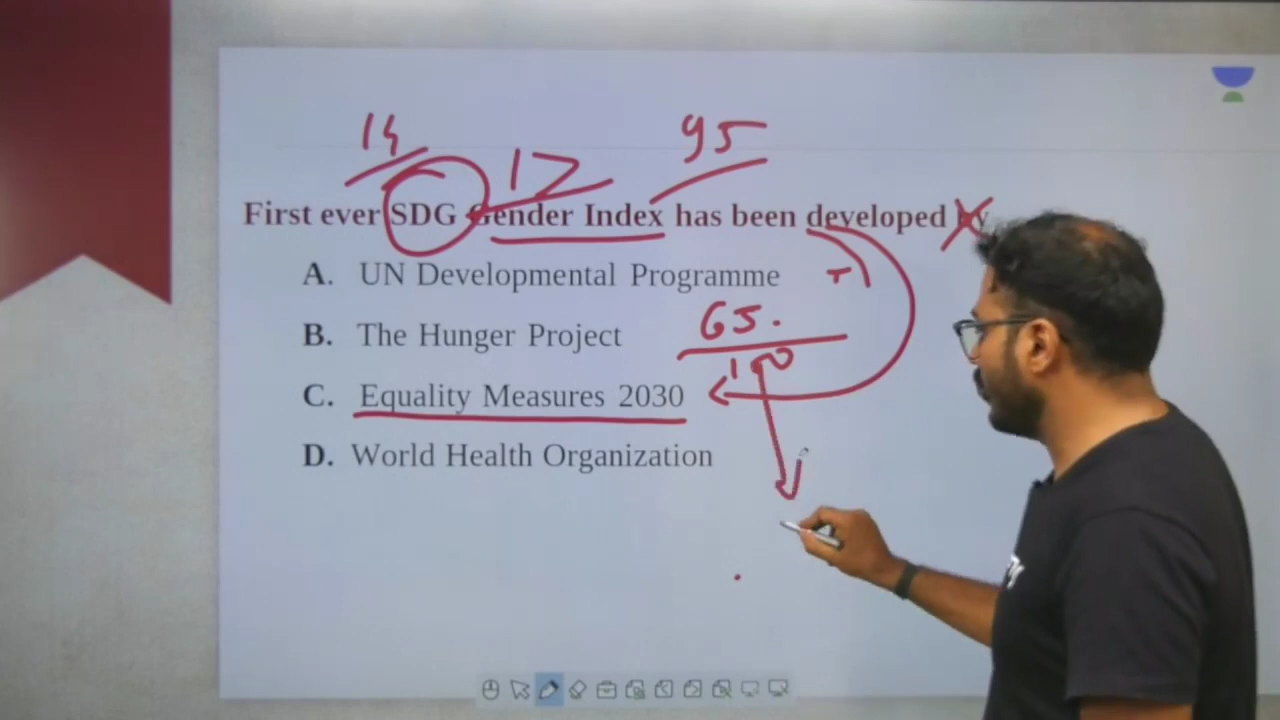 14 17 95
First ever SDG Gender Index has been developed by
A. UN Developmental Programme
B. The Hunger Project
65.
100
C. Equality Measures 2030
D. World Health Organization